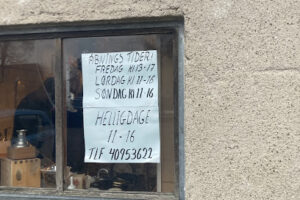 ÅBNINGS TIDER!
FREDAG Kl 13-17
LØRDAG Kl 11-16
SØNDAG Kl 11-16
HELLIGDAGE
11-16
TLF 40953622